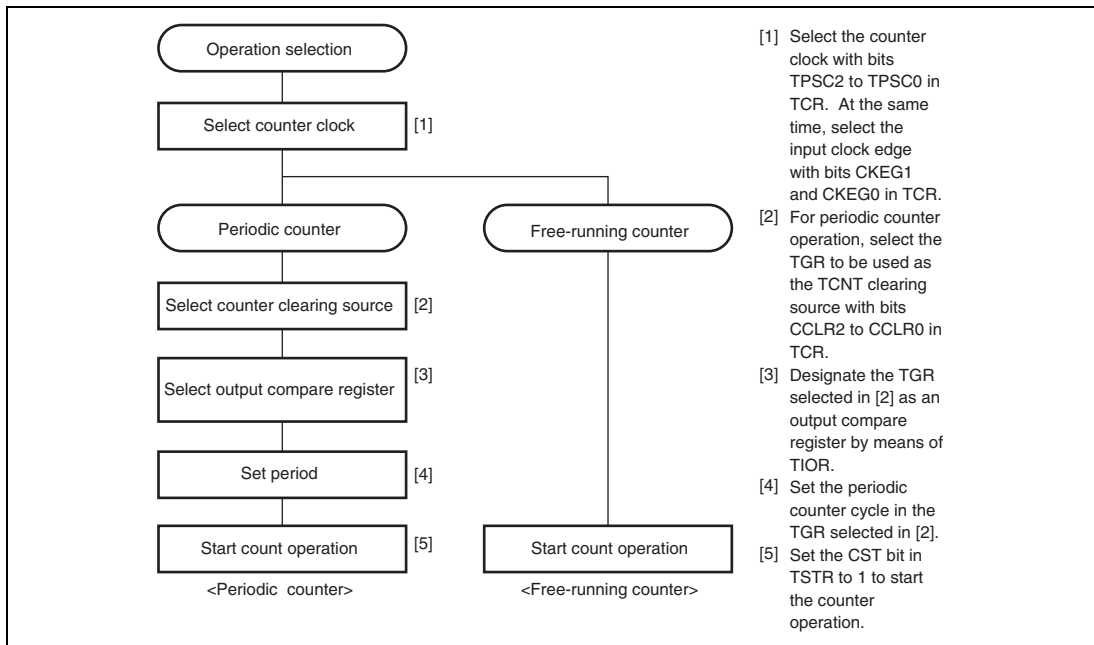 Operation selection
Select counter clock
[1]
Periodic counter
Free-running counter
Select counter clearing source
[2]
Select output compare register
[3]
Set period
[4]
Start count operation
[5]
Start count operation
<Periodic counter>
<Free-running counter>
[1] Select the counter
clock with bits
TPSC2 to TPSC0 in
TCR. At the same
time, select the
input clock edge
with bits CKEG1
and CKEG0 in TCR.
[2] For periodic counter
operation, select the
TGR to be used as
the TCNT clearing
source with bits
CCLR2 to CCLR0 in
TCR.
[3] Designate the TGR
selected in [2] as an
output compare
register by means of
TIOR.
[4] Set the periodic
counter cycle in the
TGR selected in [2].
[5] Set the CST bit in
TSTR to 1 to start
the counter
operation.